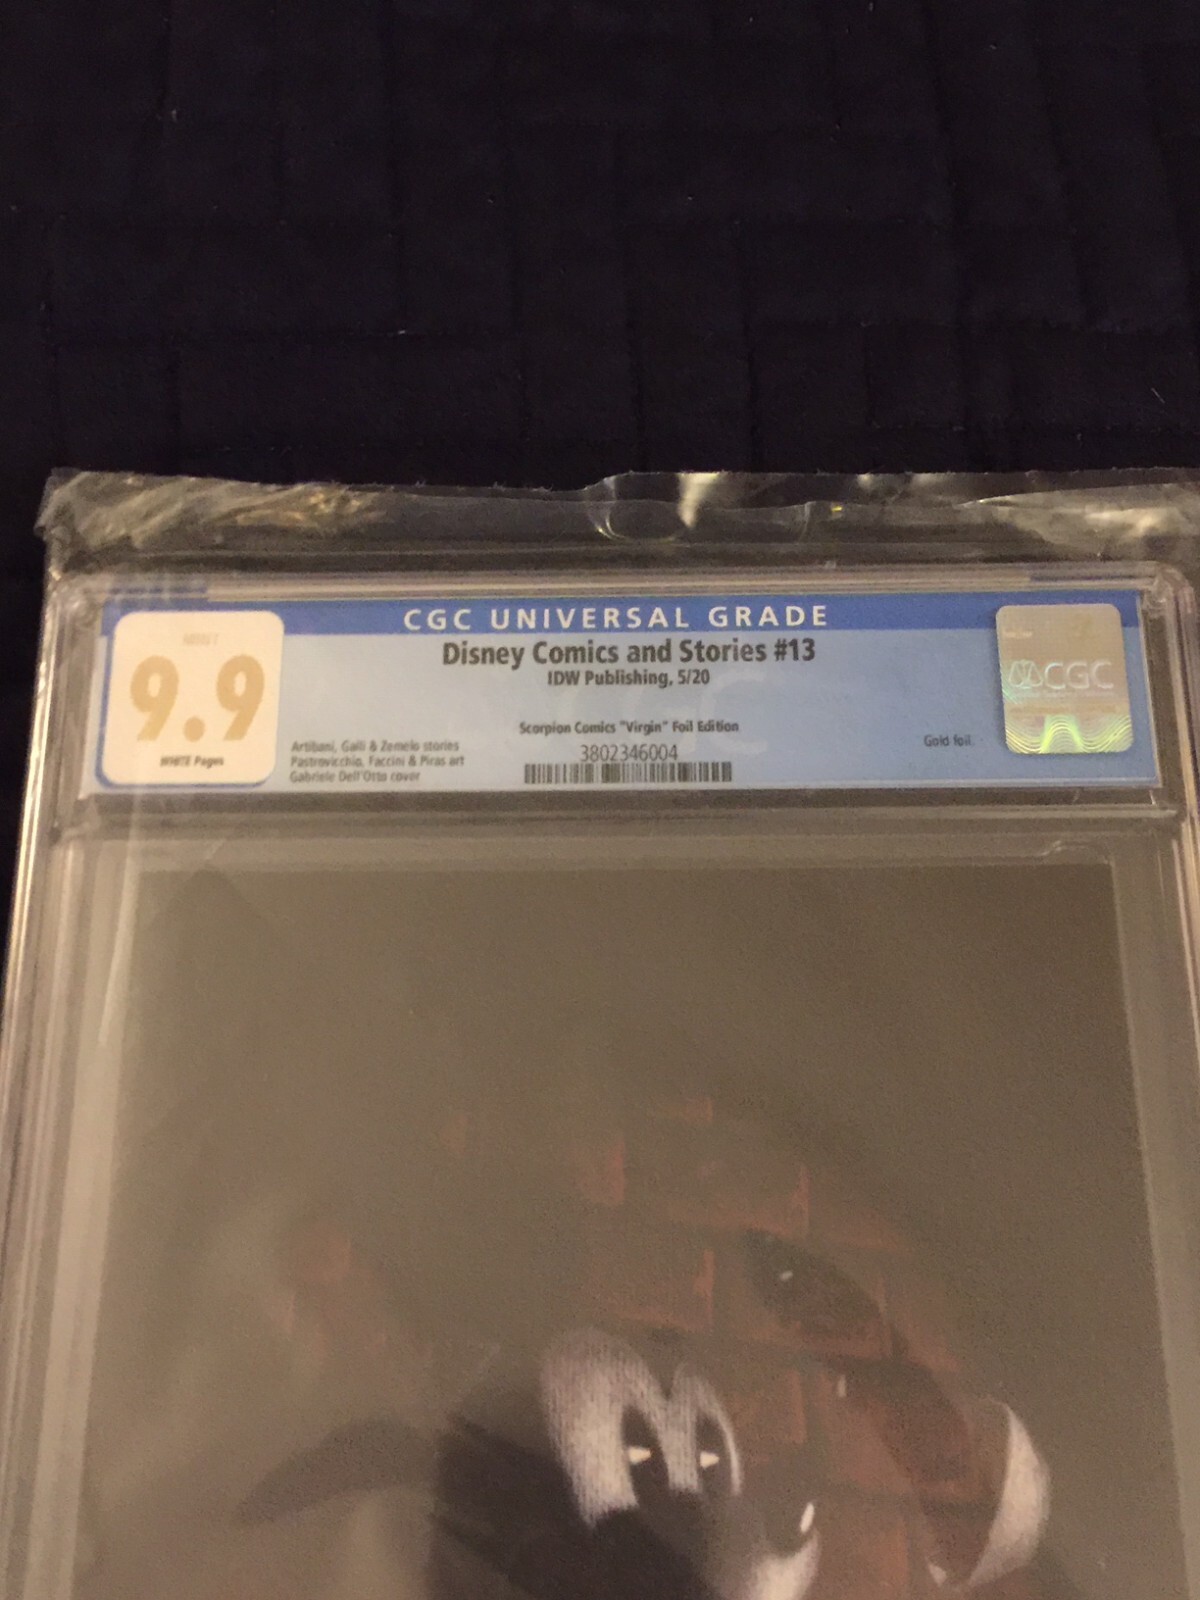 CGC UNIVERSAL GRADE
MINT
9.9
WHITE Pages
Disney Comics and Stories #13
IDW Publishing, 5/20
Scorpion Comics "Virgin" Foil Edition
3802346004
Artibani, Galli & Zemelo stories
Pastrovicchio, Faccini & Piras art
Gabriele Dell'Otto cover
Gold foil.
CGC